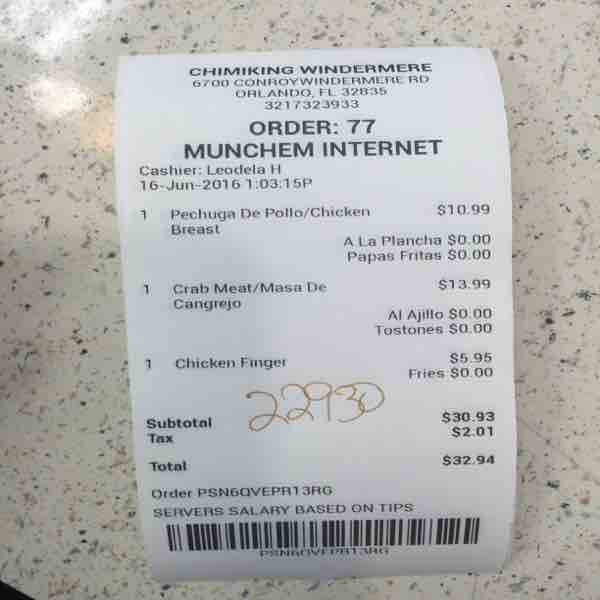 CHIMIKING WINDERMERE
6700 CONROYWINDERMERE RD
ORLANDO, FL 32835
3217323933
ORDER: 77
MUNCHEM INTERNET
Cashier: Leodela H
16-Jun-2016 1:03:15P
1 Pechuga De Pollo/Chicken $10.99
Breast
A La Plancha $0.00
Papas Fritas $0.00
1 Crab Meat/Masa De $13.99
Cangrejo
Al Ajillo $0.00
Tostones $0.00
1 Chicken Finger $5.95
Fries $0.00
22930
Subtotal $30.93
Tax $2.01
Total $32.94
Order PSN6QVEPR13RG
SERVERS SALARY BASED ON TIPS
PSN6QVEPR13RG